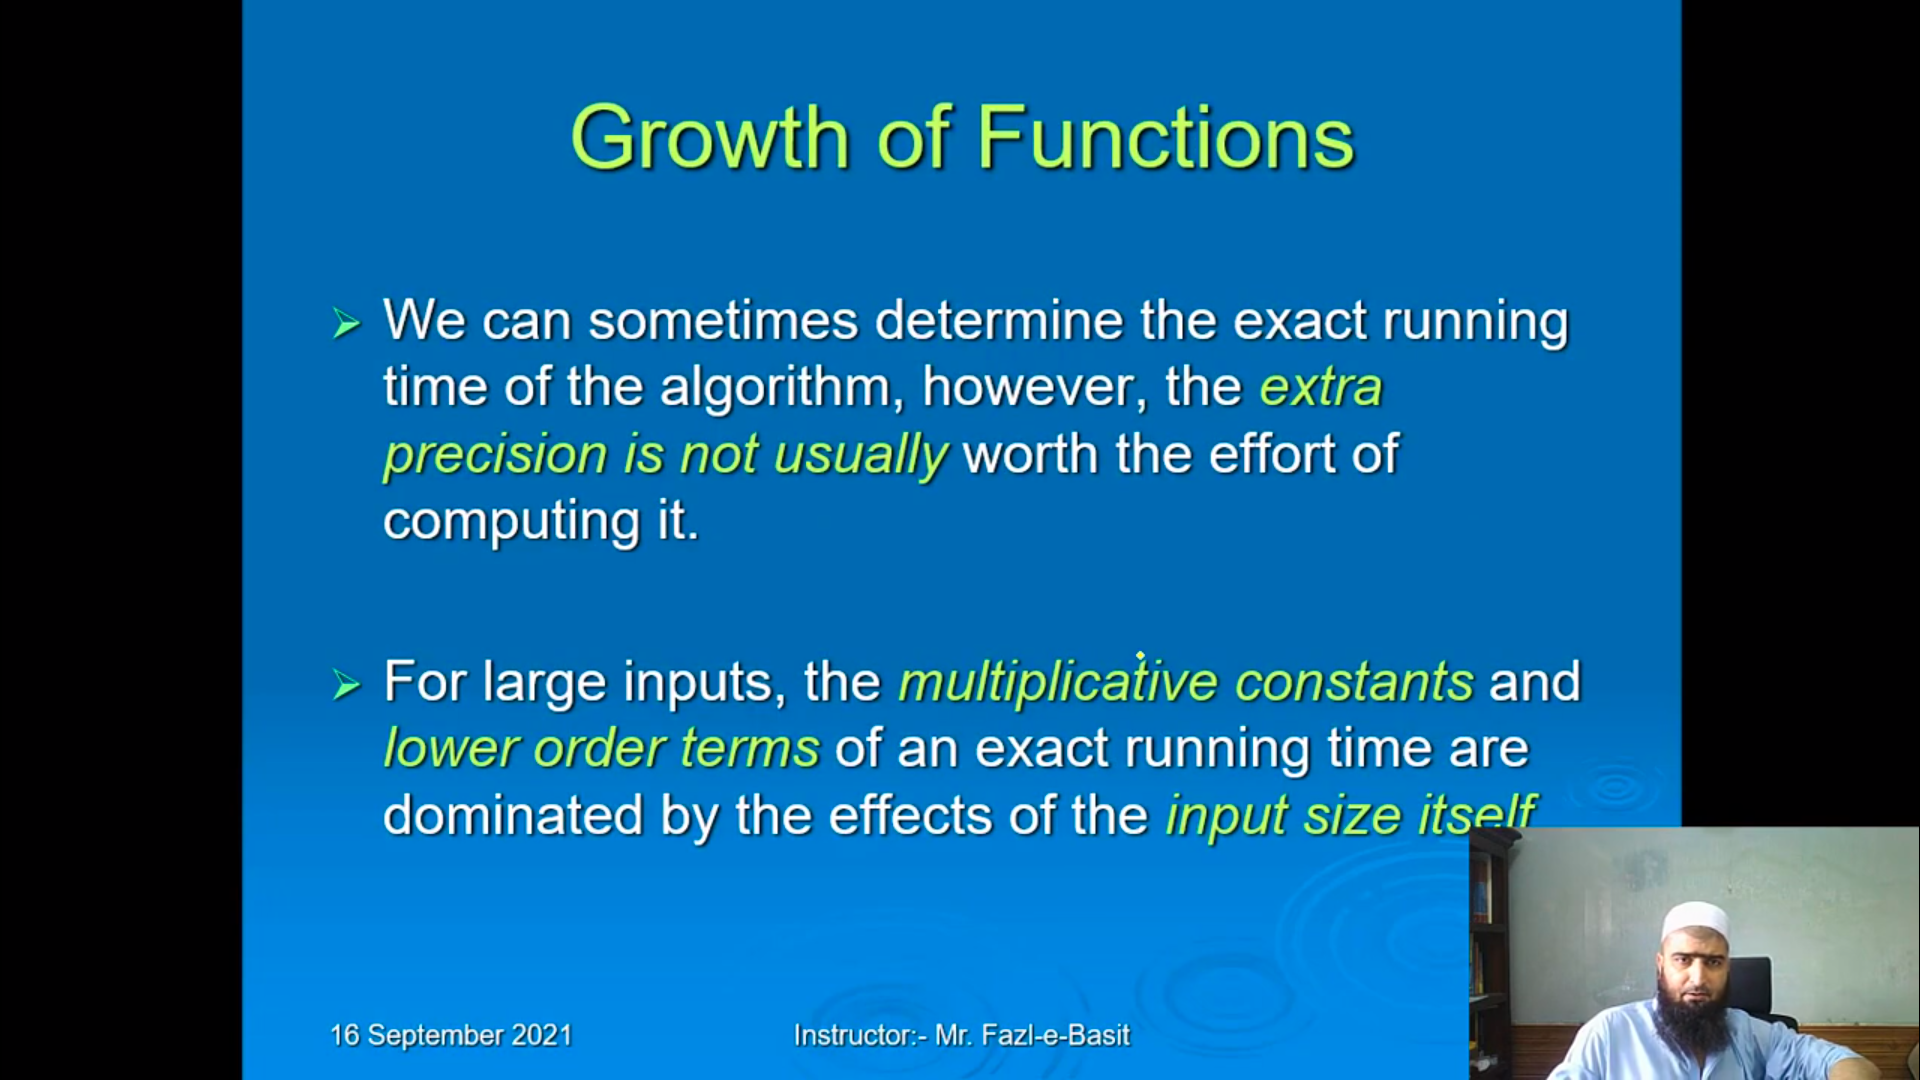 Growth of Functions
We can sometimes determine the exact running
time of the algorithm, however, the extra
precision is not usually worth the effort of
computing it.
For large inputs, the multiplicative constants and
lower order terms of an exact running time are
dominated by the effects of the input size itself
16 September 2021
Instructor:- Mr. Fazl-e-Basit